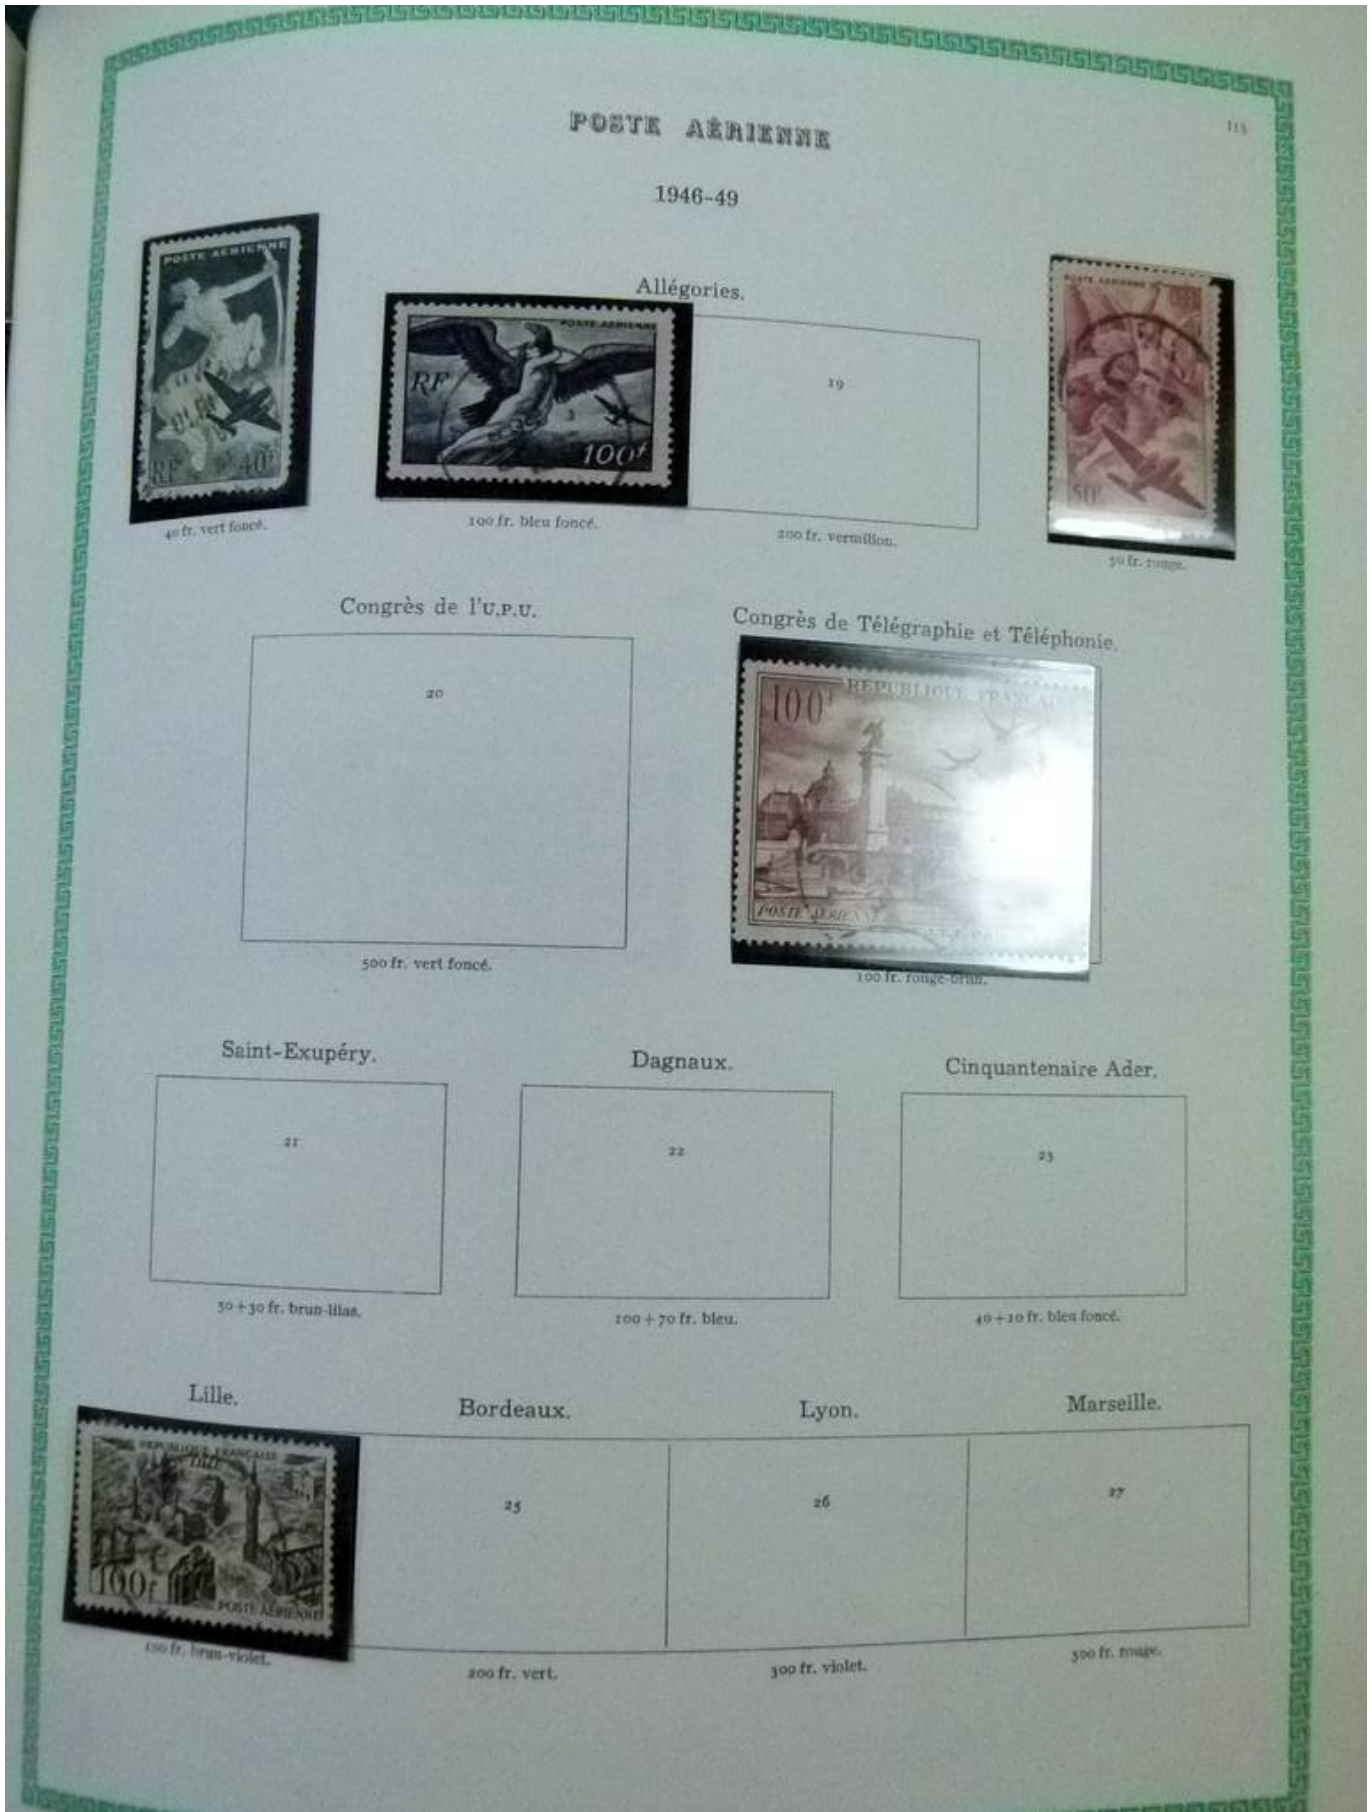 POSTE AÉRIENNE
115
1946-49
Allégories.
POSTE AERIENNE
RF 40F
40 fr. vert foncé.
POSTE AERIENNE
RF
100F
100 fr. bleu foncé.
19
200 fr. vermillon.
POSTE AERIENNE
50F
50 fr. rouge.
Congrès de l'U.P.U.
20
500 fr. vert foncé.
Congrès de Télégraphie et Téléphonie.
100F REPUBLIQUE FRANCAISE
POSTE AERIENNE
100 fr. rouge-brun.
Saint-Exupéry.
21
50+30 fr. brun-lilas.
Dagnaux.
22
100+70 fr. bleu.
Cinquantenaire Ader.
23
40+10 fr. bleu foncé.
Lille.
REPUBLIQUE FRANCAISE
100F
POSTE AERIENNE
100 fr. brun-violet.
Bordeaux.
25
200 fr. vert.
Lyon.
26
300 fr. violet.
Marseille.
27
500 fr. rouge.